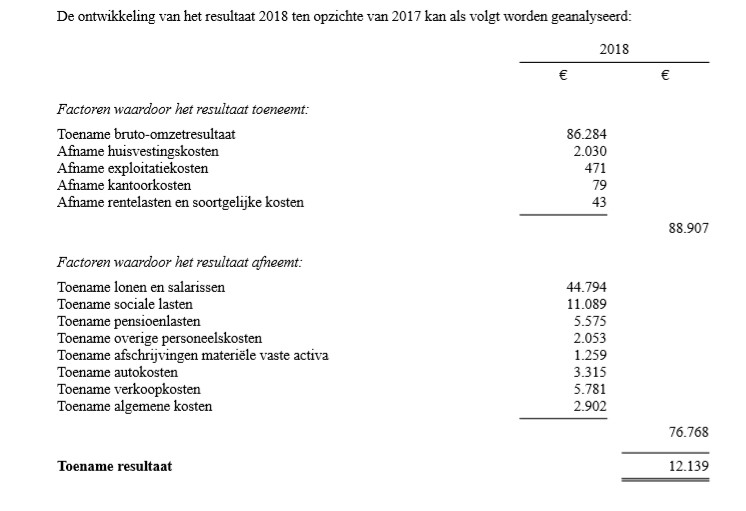 De ontwikkeling van het resultaat 2018 ten opzichte van 2017 kan als volgt worden geanalyseerd:
2018
€ €
Factoren waardoor het resultaat toeneemt:
Toename bruto-omzetresultaat 86.284
Afname huisvestingskosten 2.030
Afname exploitatiekosten 471
Afname kantoorkosten 79
Afname rentelasten en soortgelijke kosten 43
88.907
Factoren waardoor het resultaat afneemt:
Toename lonen en salarissen 44.794
Toename sociale lasten 11.089
Toename pensioenlasten 5.575
Toename overige personeelskosten 2.053
Toename afschrijvingen materiële vaste activa 1.259
Toename autokosten 3.315
Toename verkoopkosten 5.781
Toename algemene kosten 2.902
76.768
Toename resultaat 12.139